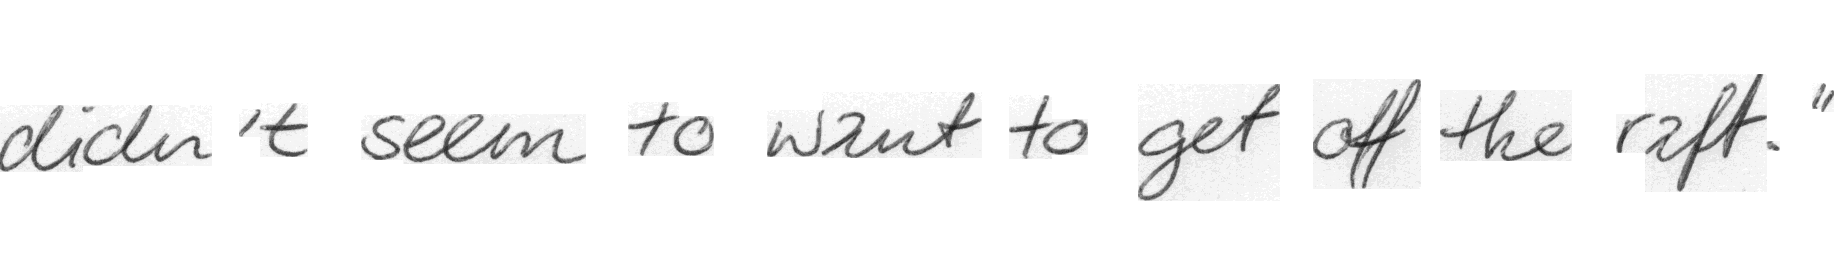 didn't seem to want to get off the raft."